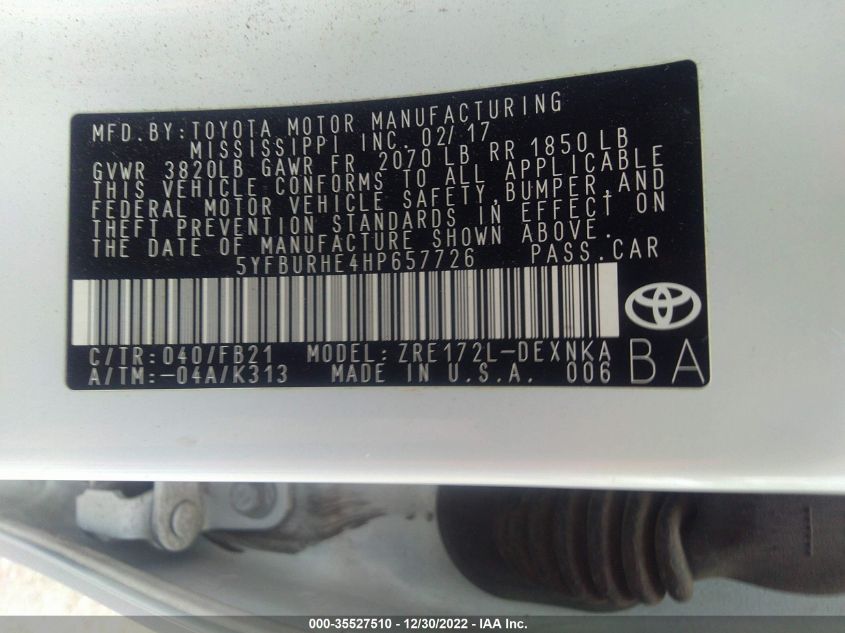 MFD. BY: TOYOTA MOTOR MANUFACTURING
MISSISSIPPI INC. 02/17
GVWR 3820LB GAWR FR 2070 LB RR 1850 LB
THIS VEHICLE CONFORMS TO ALL APPLICABLE
FEDERAL MOTOR VEHICLE SAFETY, BUMPER, AND
THEFT PREVENTION STANDARDS IN EFFECT ON
THE DATE OF MANUFACTURE SHOWN ABOVE.
5YFBURHE4HP657726 PASS. CAR
C/TR: 040/FB21 MODEL: ZRE172L-DEXNKA
A/TM: -04A/K313 MADE IN U.S.A. 006 BA
000-35527510 - 12/30/2022 - IAA Inc.